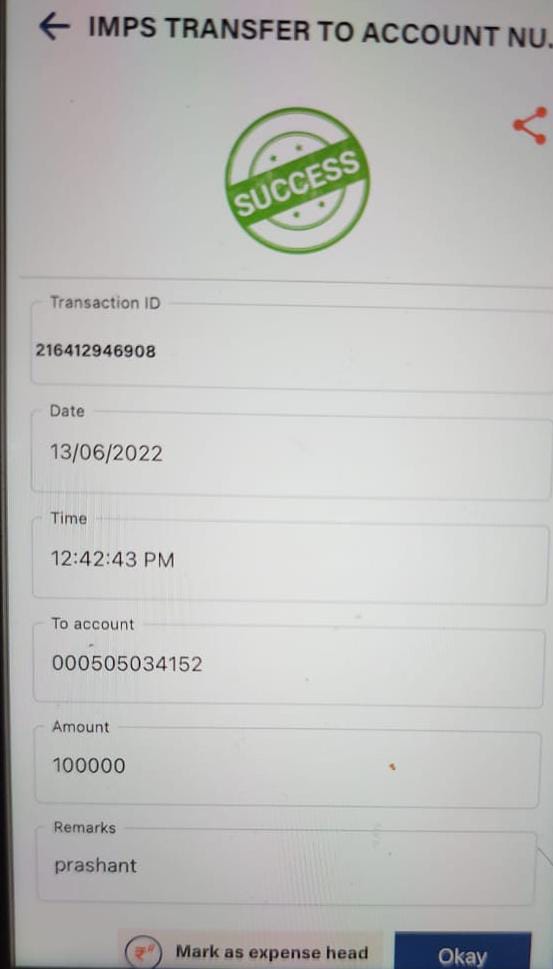 IMPS TRANSFER TO ACCOUNT NU.
SUCCESS
Transaction ID
216412946908
Date
13/06/2022
Time
12:42:43 PM
To account
000505034152
Amount
100000
Remarks
prashant
₹ Mark as expense head
Okay